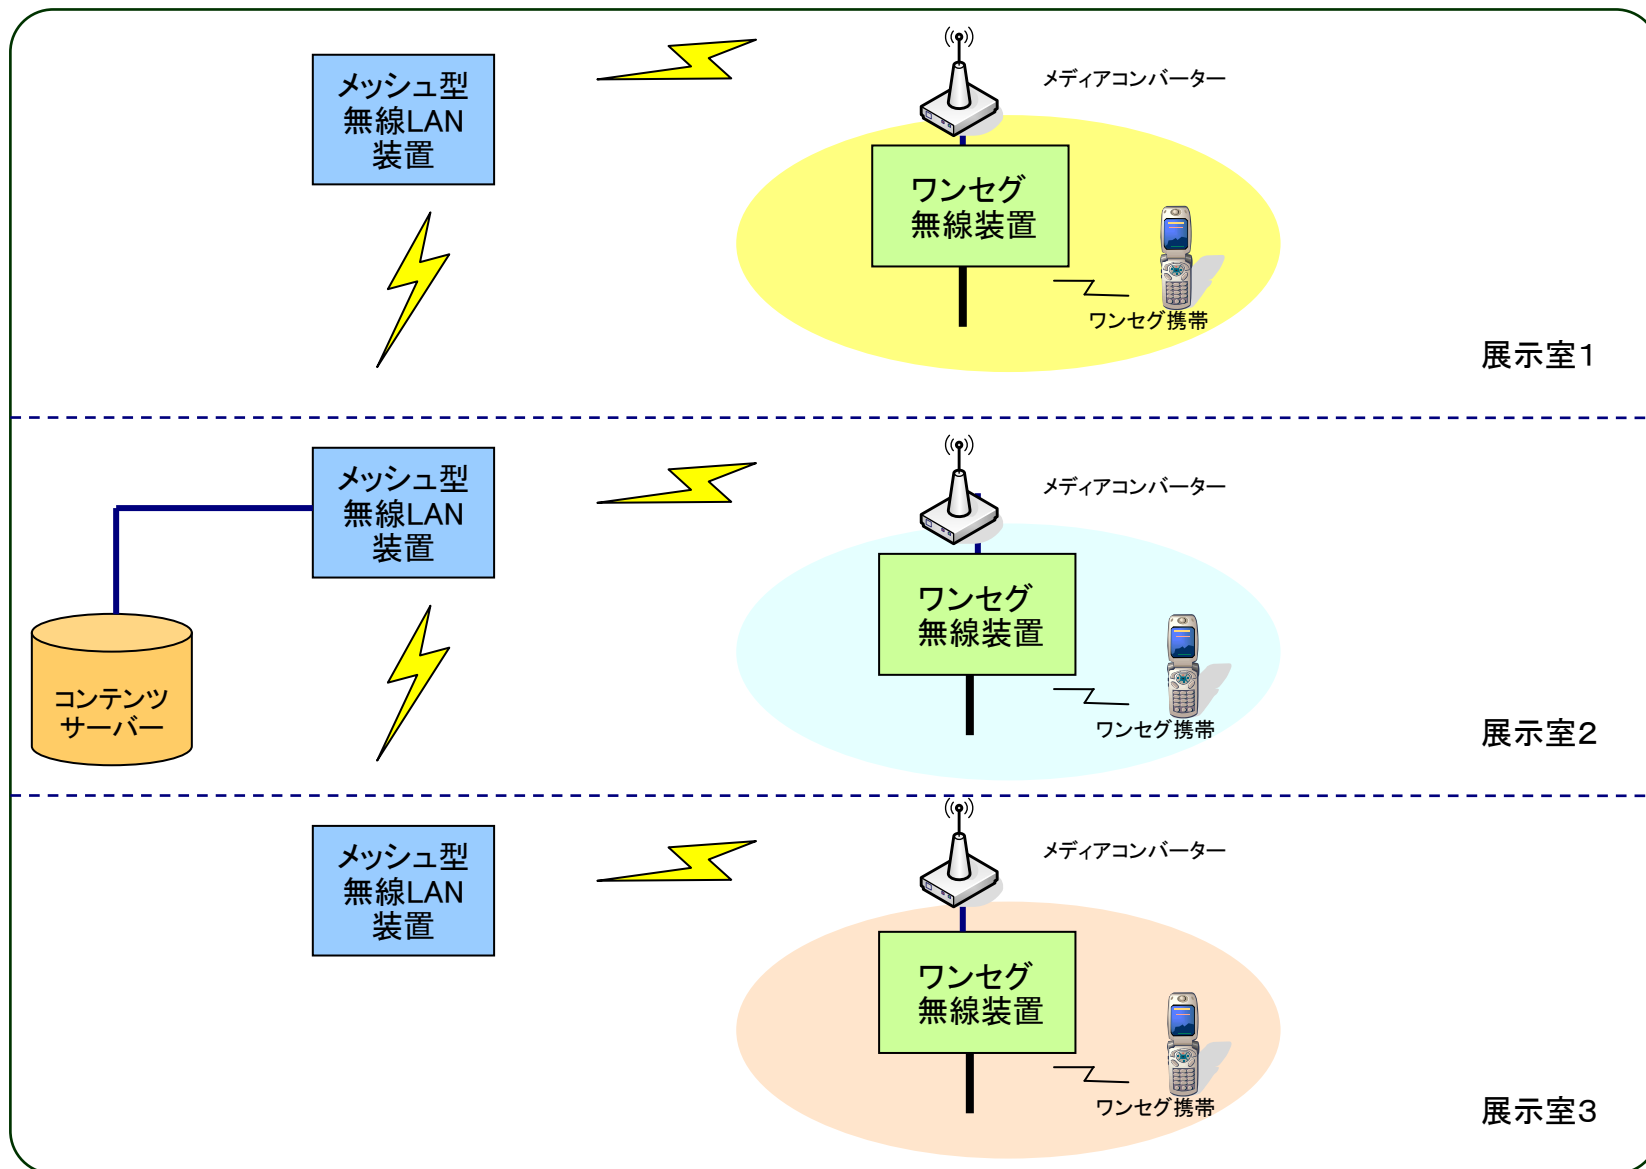 メッシュ型
無線LAN
装置
メディアコンバーター
ワンセグ
無線装置
ワンセグ携帯
展示室1
メッシュ型
無線LAN
装置
メディアコンバーター
ワンセグ
無線装置
コンテンツ
サーバー
ワンセグ携帯
展示室2
メッシュ型
無線LAN
装置
メディアコンバーター
ワンセグ
無線装置
ワンセグ携帯
展示室3